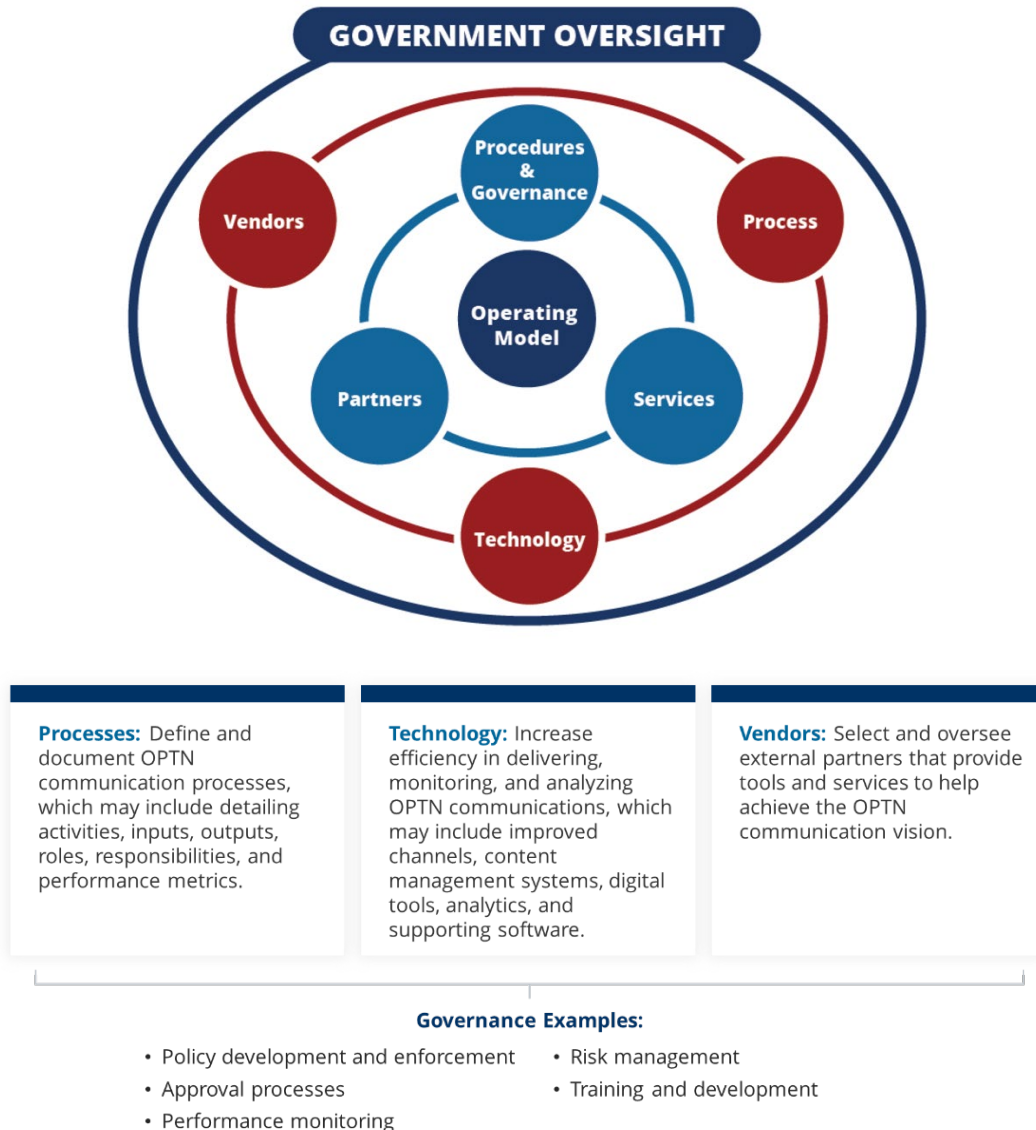 GOVERNMENT OVERSIGHT
Procedures
&
Governance
Vendors
Process
Operating
Model
Partners
Services
Technology
Processes: Define and
document OPTN
communication processes,
which may include detailing
activities, inputs, outputs,
roles, responsibilities, and
performance metrics.
Technology: Increase
efficiency in delivering,
monitoring, and analyzing
OPTN communications, which
may include improved
channels, content
management systems, digital
tools, analytics, and
supporting software.
Vendors: Select and oversee
external partners that provide
tools and services to help
achieve the OPTN
communication vision.
Governance Examples:
• Policy development and enforcement
• Approval processes
• Performance monitoring
• Risk management
• Training and development